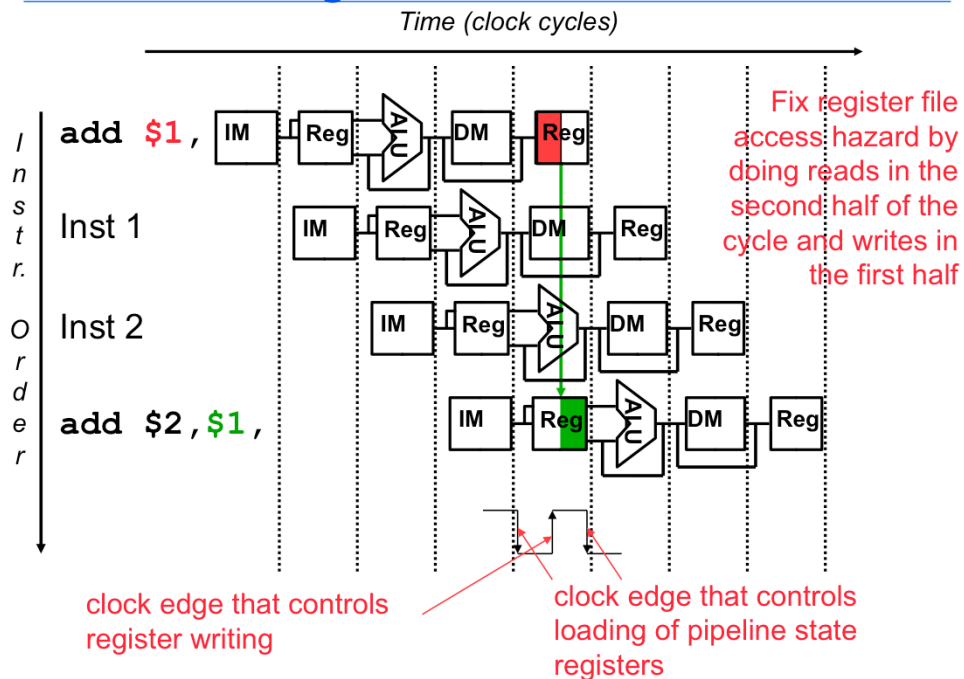 Time (clock cycles)
Instr. Order
add $1,
IM
Reg
ALU
DM
Reg
Fix register file
access hazard by
doing reads in the
second half of the
cycle and writes in
the first half
Inst 1
IM
Reg
ALU
DM
Reg
Inst 2
IM
Reg
ALU
DM
Reg
add $2,$1,
IM
Reg
ALU
DM
Reg
clock edge that controls
register writing
clock edge that controls
loading of pipeline state
registers